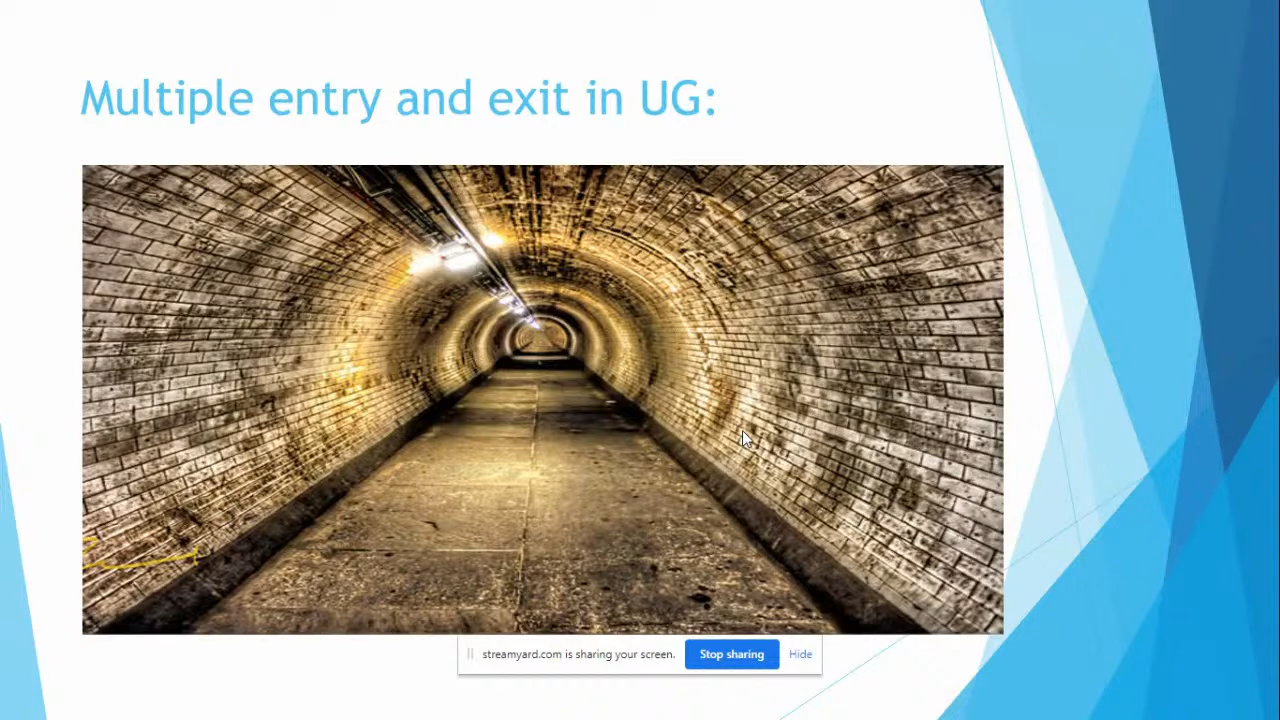 Multiple entry and exit in UG:
streamyard.com is sharing your screen. Stop sharing Hide